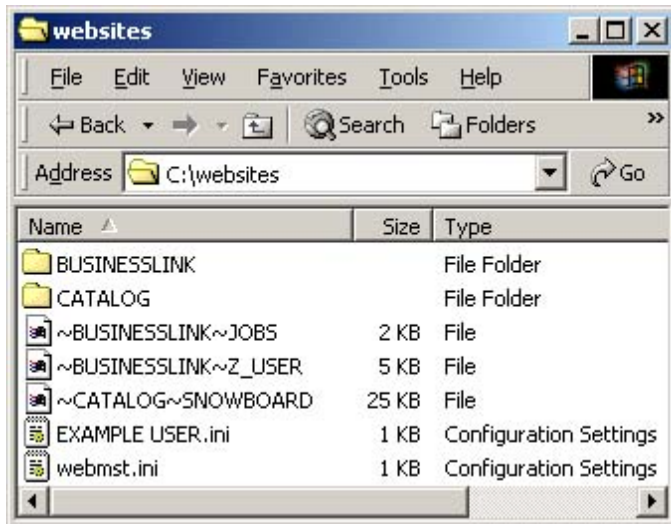 websites
File Edit View Favorites Tools Help
Back Search Folders »
Address C:\websites Go
Name Size Type
BUSINESSLINK File Folder
CATALOG File Folder
~BUSINESSLINK~JOBS 2 KB File
~BUSINESSLINK~Z_USER 5 KB File
~CATALOG~SNOWBOARD 25 KB File
EXAMPLE USER.ini 1 KB Configuration Settings
webmst.ini 1 KB Configuration Settings